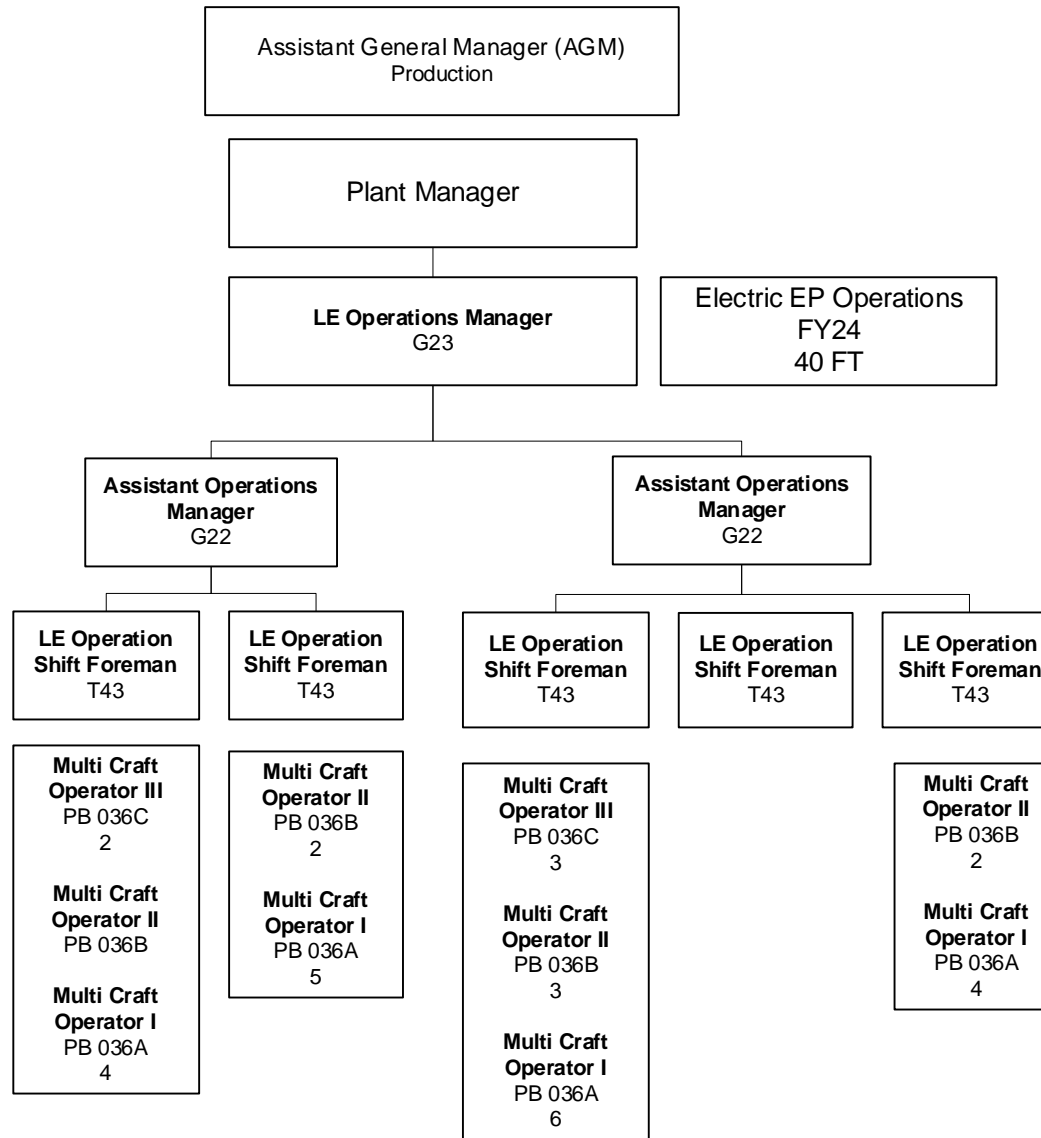 Assistant General Manager (AGM)
Production
Plant Manager
LE Operations Manager
G23
Electric EP Operations
FY24
40 FT
Assistant Operations
Manager
G22
Assistant Operations
Manager
G22
LE Operation
Shift Foreman
T43
LE Operation
Shift Foreman
T43
LE Operation
Shift Foreman
T43
LE Operation
Shift Foreman
T43
LE Operation
Shift Foreman
T43
Multi Craft
Operator III
PB 036C
2
Multi Craft
Operator II
PB 036B
Multi Craft
Operator I
PB 036A
4
Multi Craft
Operator II
PB 036B
2
Multi Craft
Operator I
PB 036A
5
Multi Craft
Operator III
PB 036C
3
Multi Craft
Operator II
PB 036B
3
Multi Craft
Operator I
PB 036A
6
Multi Craft
Operator II
PB 036B
2
Multi Craft
Operator I
PB 036A
4